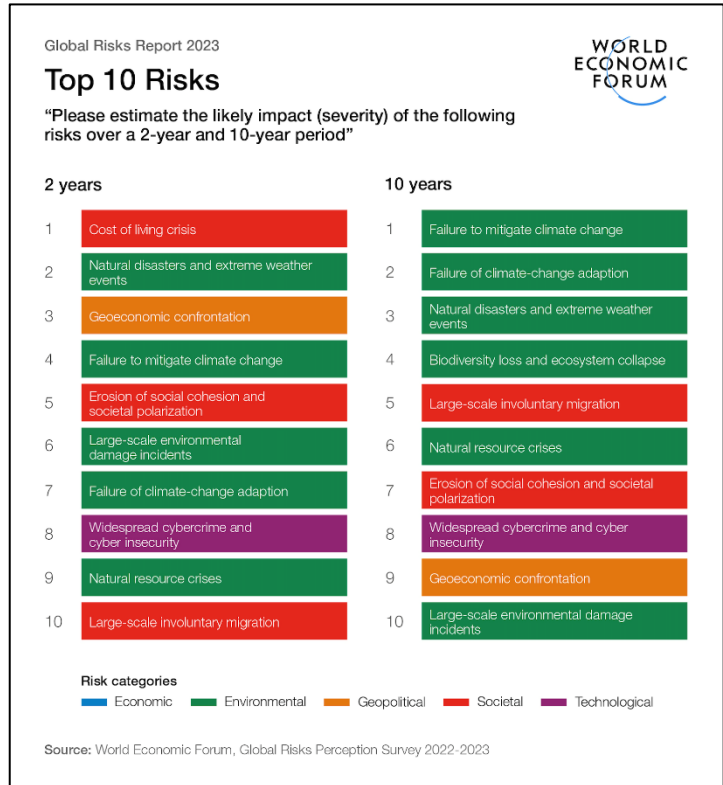 Global Risks Report 2023
WORLD
ECONOMIC
FORUM
Top 10 Risks
“Please estimate the likely impact (severity) of the following
risks over a 2-year and 10-year period”
2 years
1 Cost of living crisis
2 Natural disasters and extreme weather
events
3 Geoeconomic confrontation
4 Failure to mitigate climate change
5 Erosion of social cohesion and
societal polarization
6 Large-scale environmental
damage incidents
7 Failure of climate-change adaption
8 Widespread cybercrime and
cyber insecurity
9 Natural resource crises
10 Large-scale involuntary migration
10 years
1 Failure to mitigate climate change
2 Failure of climate-change adaption
3 Natural disasters and extreme weather
events
4 Biodiversity loss and ecosystem collapse
5 Large-scale involuntary migration
6 Natural resource crises
7 Erosion of social cohesion and societal
polarization
8 Widespread cybercrime and cyber
insecurity
9 Geoeconomic confrontation
10 Large-scale environmental damage
incidents
Risk categories
Economic Environmental Geopolitical Societal Technological
Source: World Economic Forum, Global Risks Perception Survey 2022-2023